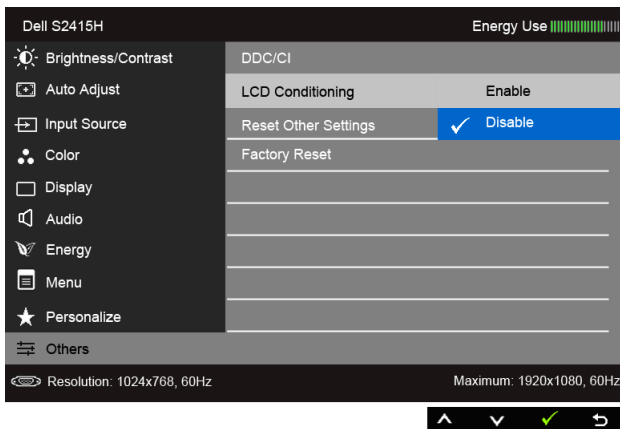 Dell S2415H Energy Use
Brightness/Contrast DDC/CI
Auto Adjust LCD Conditioning Enable
Input Source Reset Other Settings Disable
Color Factory Reset
Display
Audio
Energy
Menu
Personalize
Others
Resolution: 1024x768, 60Hz Maximum: 1920x1080, 60Hz